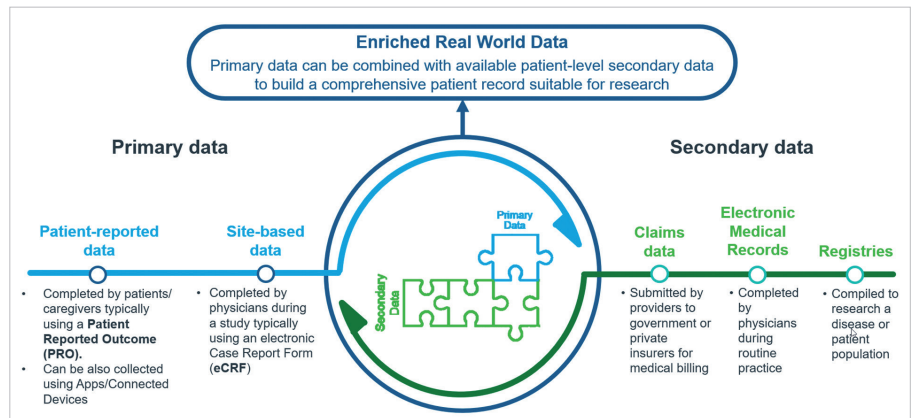 Enriched Real World Data
Primary data can be combined with available patient-level secondary data
to build a comprehensive patient record suitable for research
Primary data
Secondary data
Patient-reported
data
• Completed by patients/
caregivers typically
using a Patient
Reported Outcome
(PRO).
• Can be also collected
using Apps/Connected
Devices
Site-based
data
• Completed by
physicians during
a study typically
using an electronic
Case Report Form
(eCRF)
Primary
Data
Secondary
Data
Claims
data
• Submitted by
providers to
government or
private
insurers for
medical billing
Electronic
Medical
Records
• Completed
by
physicians
during
routine
practice
Registries
• Compiled to
research a
disease or
patient
population